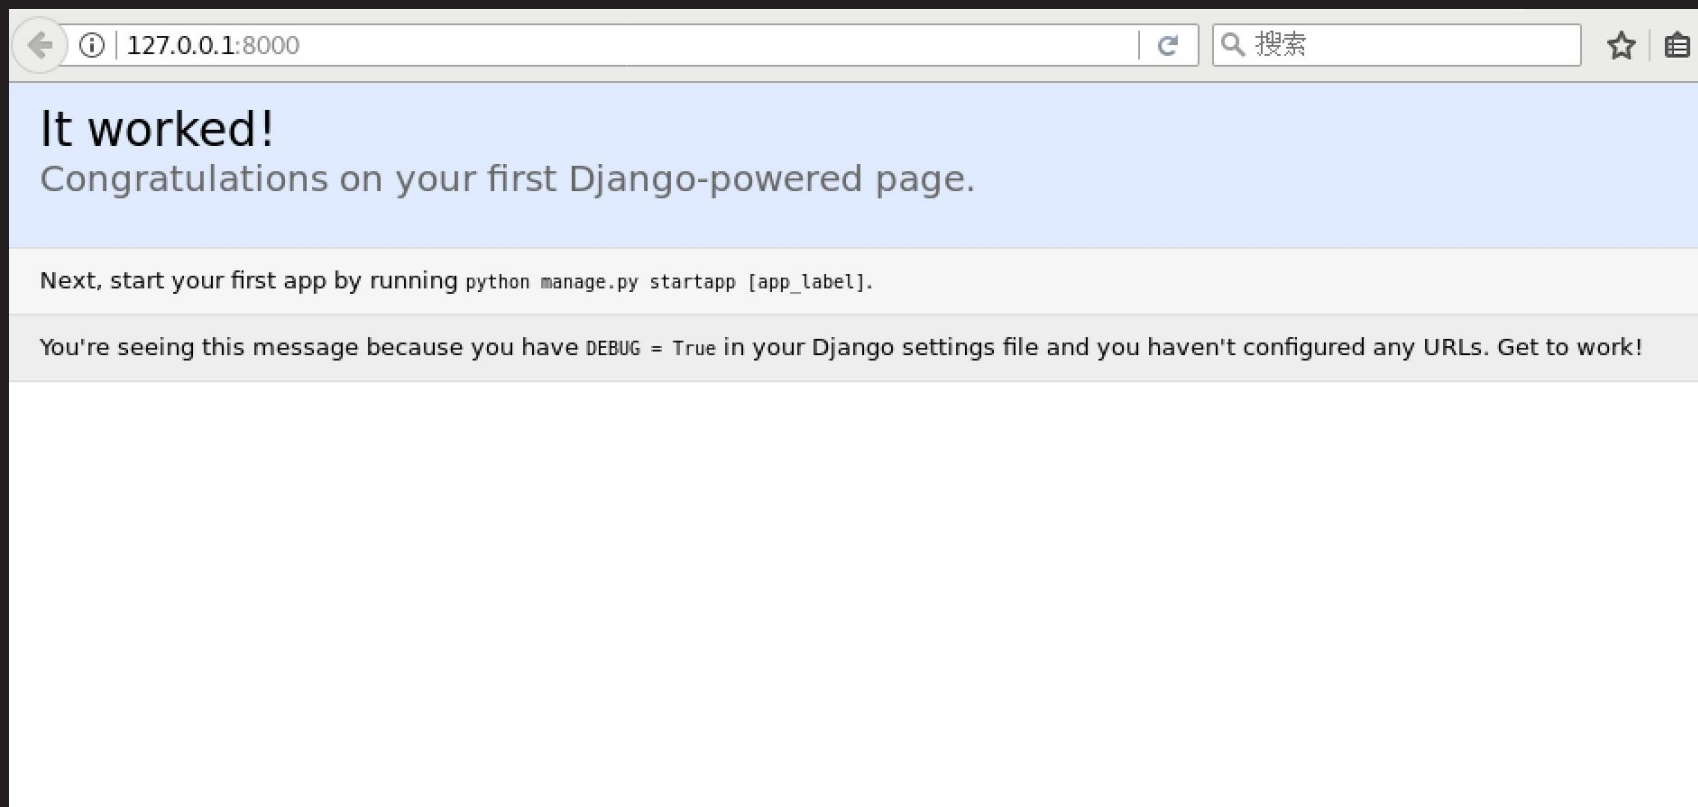 127.0.0.1:8000
搜索
It worked!
Congratulations on your first Django-powered page.
Next, start your first app by running python manage.py startapp [app_label].
You're seeing this message because you have DEBUG = True in your Django settings file and you haven't configured any URLs. Get to work!